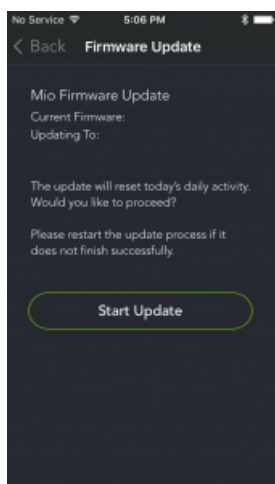 No Service 5:06 PM
Back Firmware Update
Mio Firmware Update
Current Firmware:
Updating To:
The update will reset today's daily activity.
Would you like to proceed?
Please restart the update process if it
does not finish successfully.
Start Update